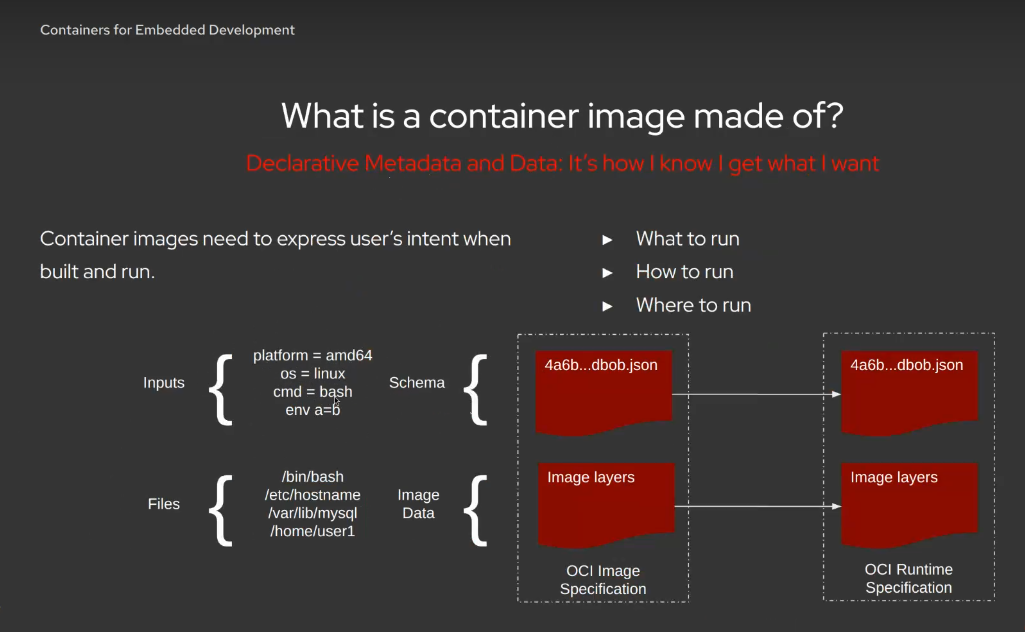 Containers for Embedded Development
What is a container image made of?
Declarative Metadata and Data: It's how I know I get what I want
Container images need to express user's intent when
built and run.
► What to run
► How to run
► Where to run
Inputs
{
platform = amd64
os = linux
cmd = bash
env a=b
Schema
{
4a6b...dbob.json
4a6b...dbob.json
Files
{
/bin/bash
/etc/hostname
/var/lib/mysql
/home/user1
Image
Data
{
Image layers
Image layers
OCI Image
Specification
OCI Runtime
Specification